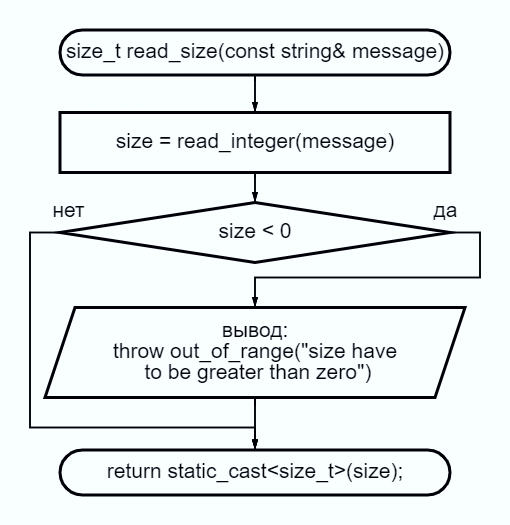 size_t read_size(const string& message)
size = read_integer(message)
нет
да
size < 0
вывод:
throw out_of_range("size have
to be greater than zero")
return static_cast<size_t>(size);